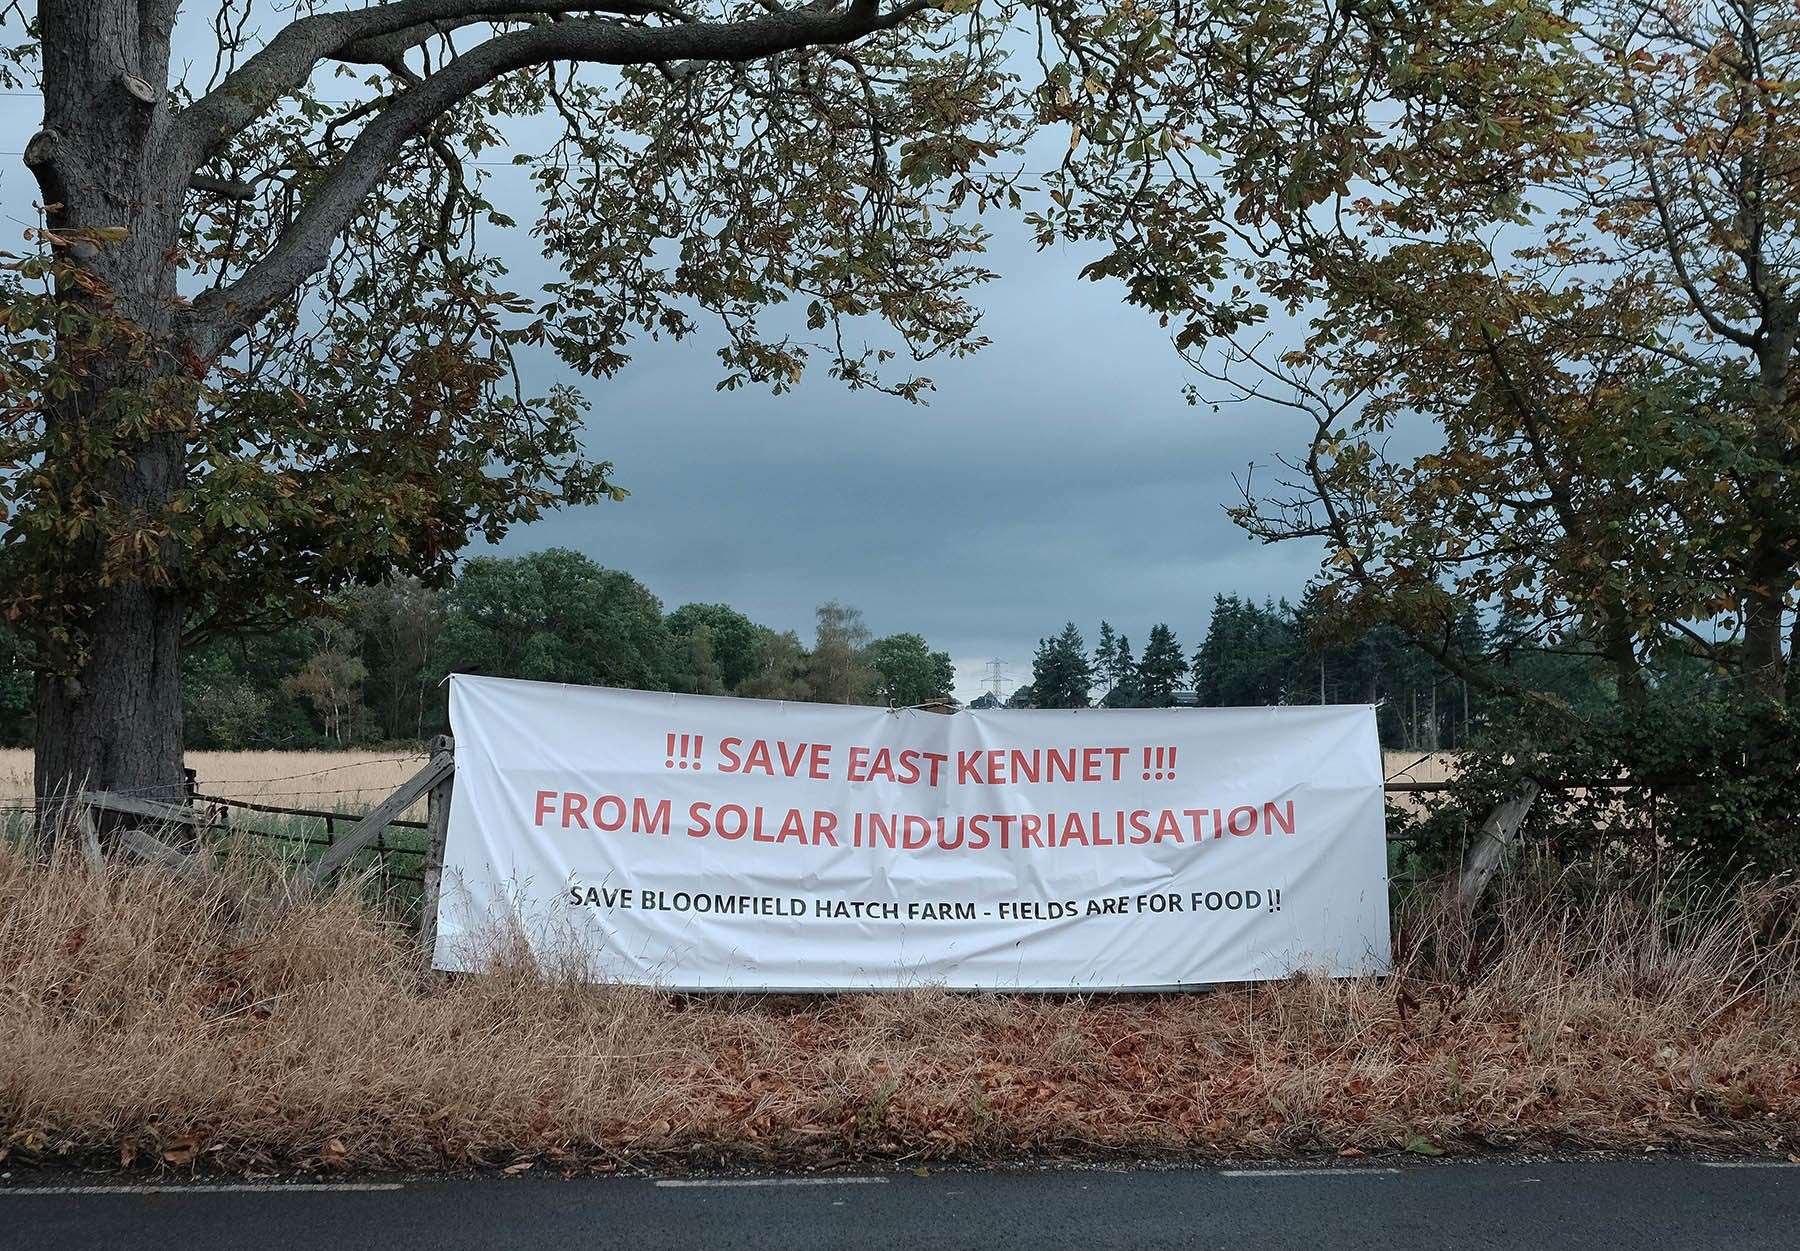 !!! SAVE EAST KENNET !!!
FROM SOLAR INDUSTRIALISATION
SAVE BLOOMFIELD HATCH FARM - FIELDS ARE FOR FOOD !!